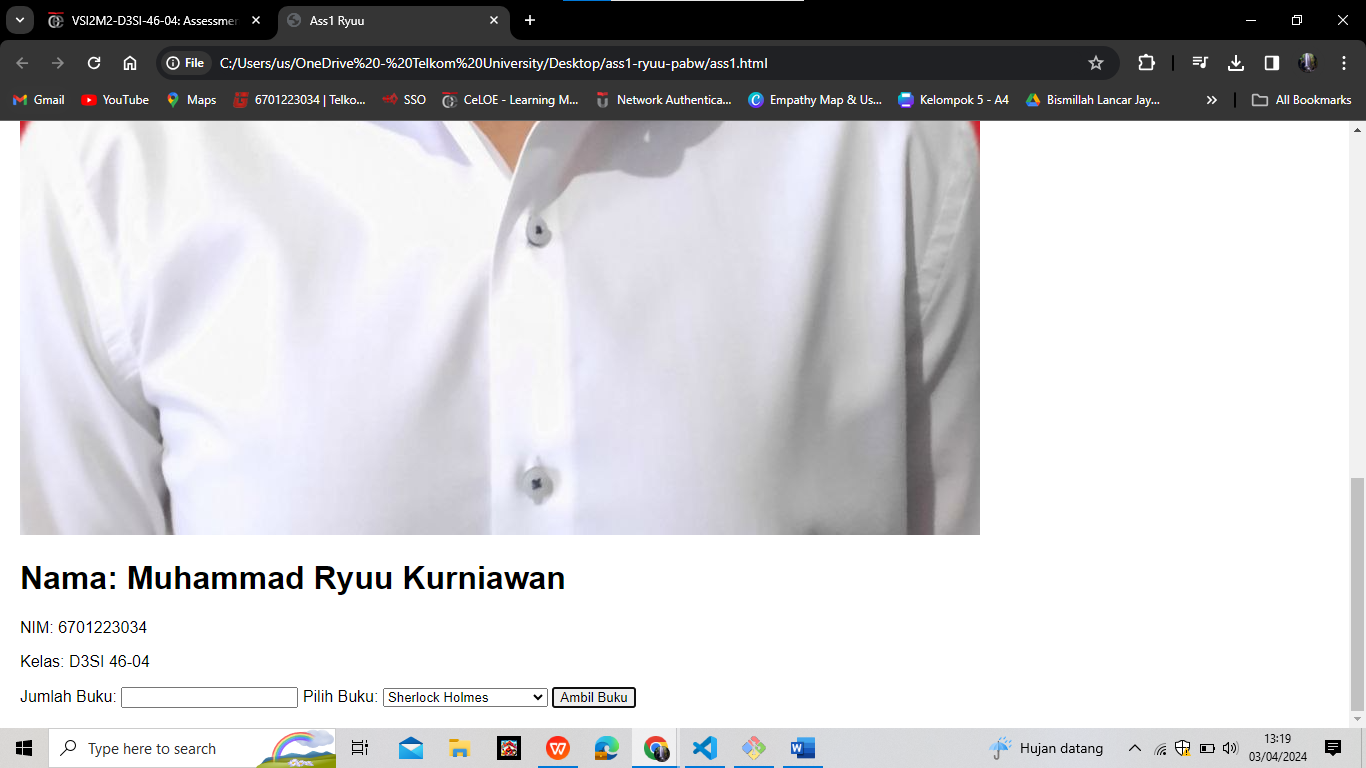 VSI2M2-D3SI-46-04: Assessmen
Ass1 Ryuu
File
C:/Users/us/OneDrive%20-%20Telkom%20University/Desktop/ass1-ryuu-pabw/ass1.html
Gmail
YouTube
Maps
6701223034 | Telko...
SSO
CeLOE - Learning M...
Network Authentica...
Empathy Map & Us...
Kelompok 5 - A4
Bismillah Lancar Jay...
All Bookmarks
Nama: Muhammad Ryuu Kurniawan
NIM: 6701223034
Kelas: D3SI 46-04
Jumlah Buku: Pilih Buku: Sherlock Holmes Ambil Buku
Type here to search
Hujan datang
13:19
03/04/2024